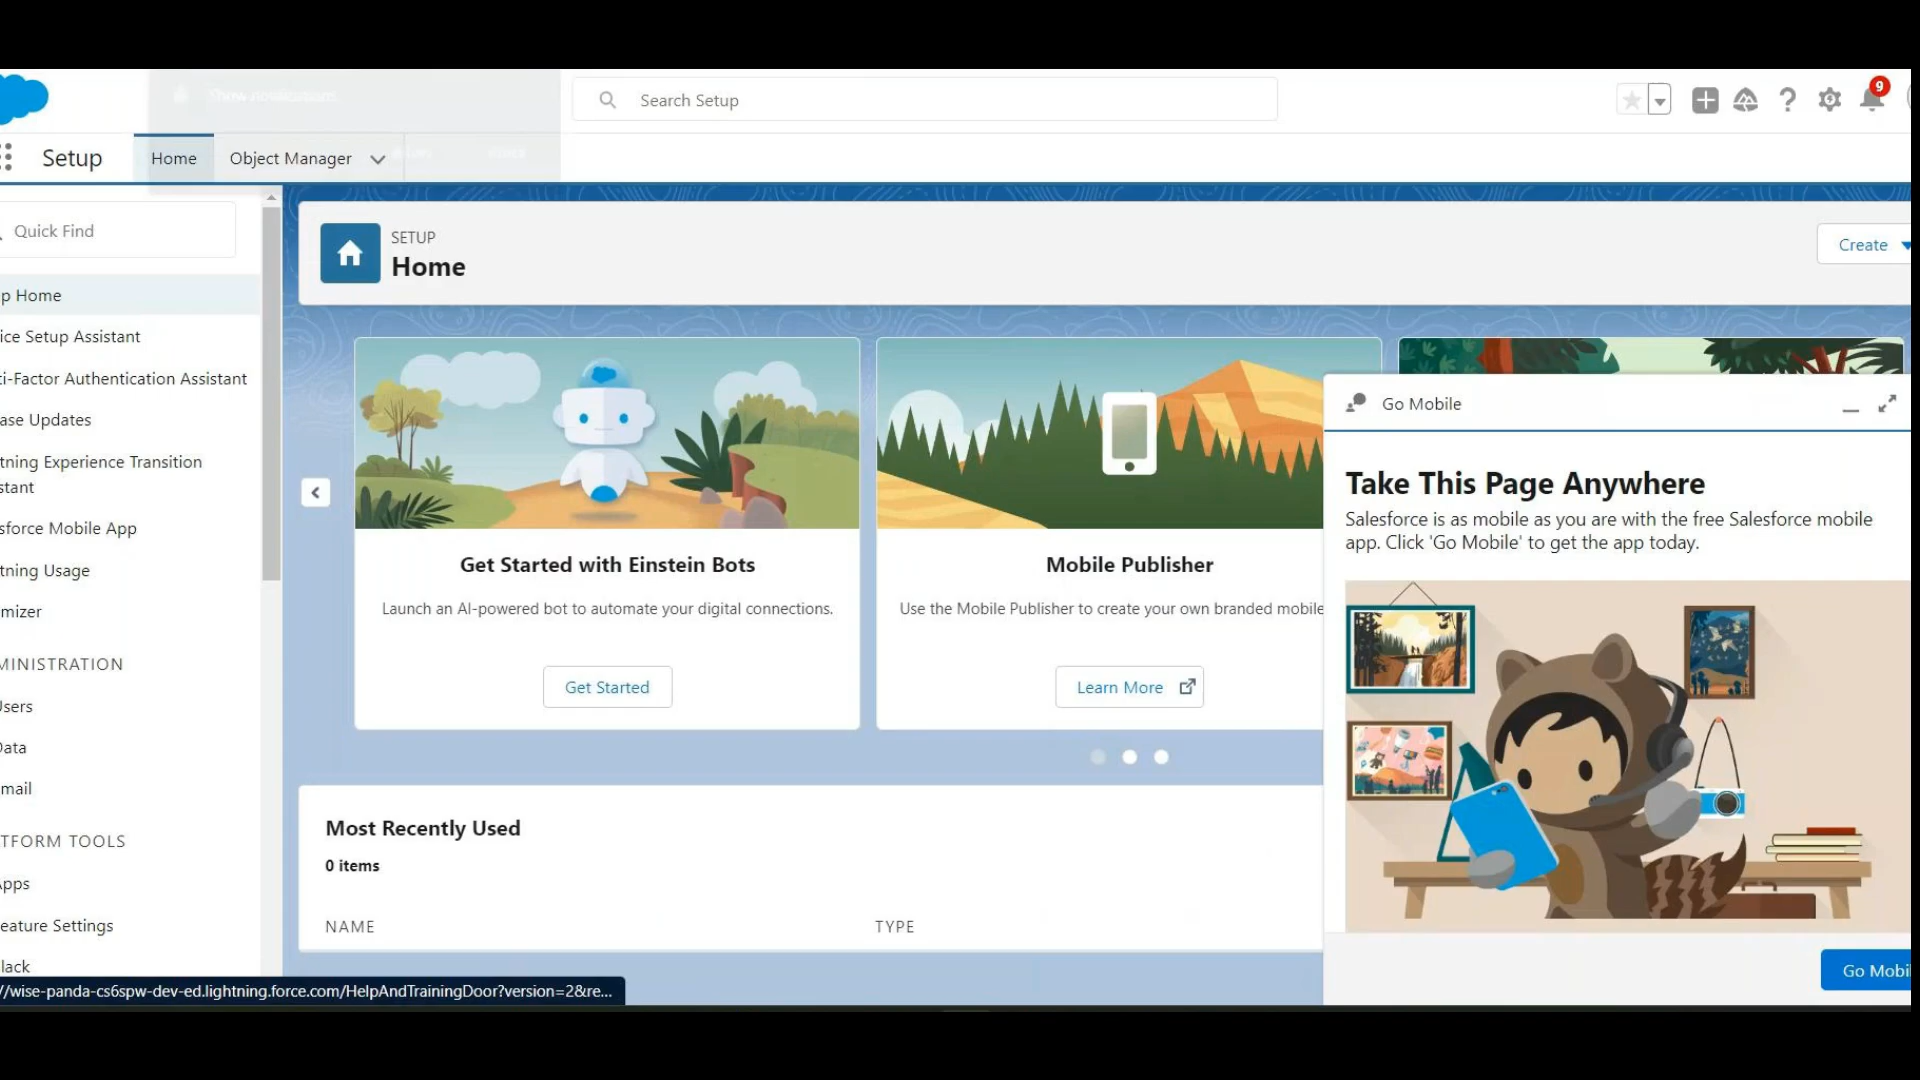 Show notifications
Search Setup
9
Setup
Home
Object Manager
Quick Find
SETUP
Home
Create
p Home
ice Setup Assistant
ti-Factor Authentication Assistant
ase Updates
tning Experience Transition
stant
sforce Mobile App
tning Usage
mizer
MINISTRATION
Users
Data
mail
TFORM TOOLS
Apps
eature Settings
lack
Get Started with Einstein Bots
Launch an AI-powered bot to automate your digital connections.
Get Started
Mobile Publisher
Use the Mobile Publisher to create your own branded mobile
Learn More
Go Mobile
Take This Page Anywhere
Salesforce is as mobile as you are with the free Salesforce mobile
app. Click 'Go Mobile' to get the app today.
Go Mobi
Most Recently Used
0 items
NAME
TYPE
//wise-panda-cs6spw-dev-ed.lightning.force.com/HelpAndTrainingDoor?version=2&re...